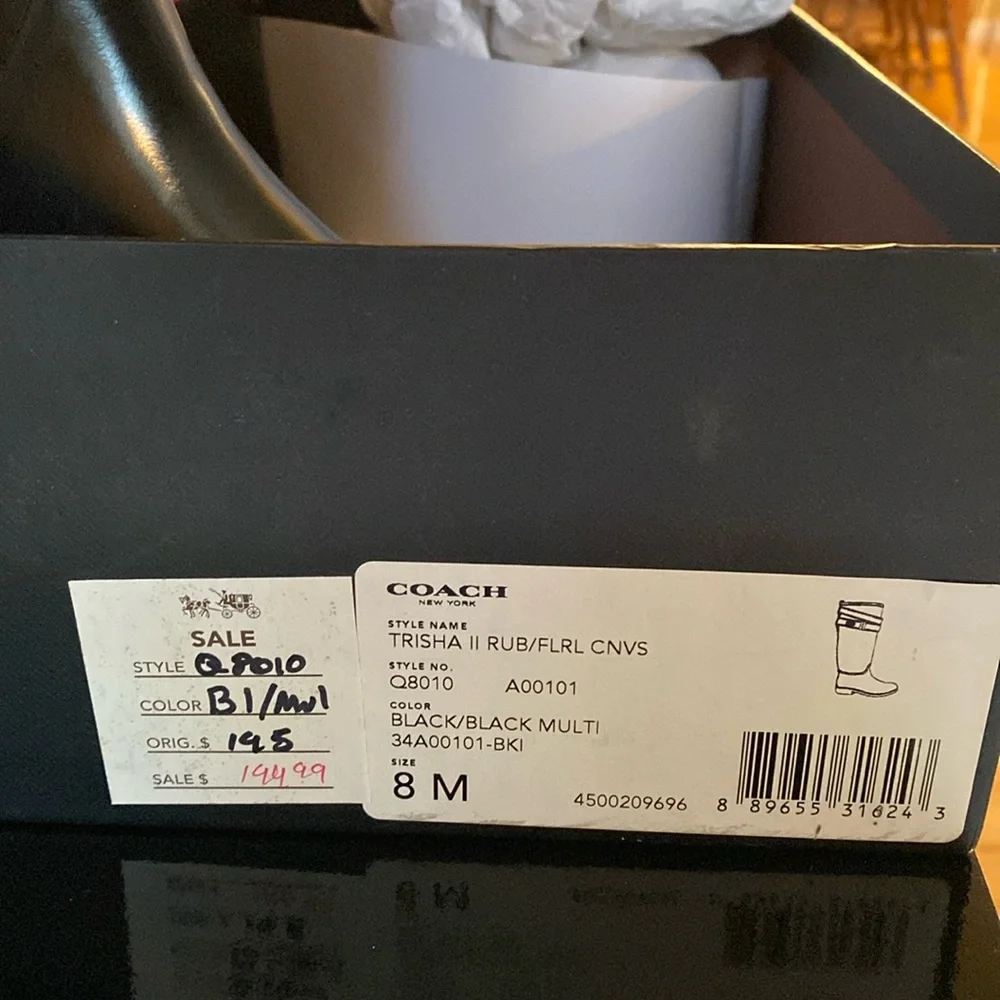 SALE
STYLE Q8010
COLOR Bl/Mul
ORIG. $ 195
SALE $ 144.99
COACH
NEW YORK
STYLE NAME
TRISHA II RUB/FLRL CNVS
STYLE NO.
Q8010 A00101
COLOR
BLACK/BLACK MULTI
34A00101-BKI
SIZE
8 M
4500209696
8 89655 31624 3